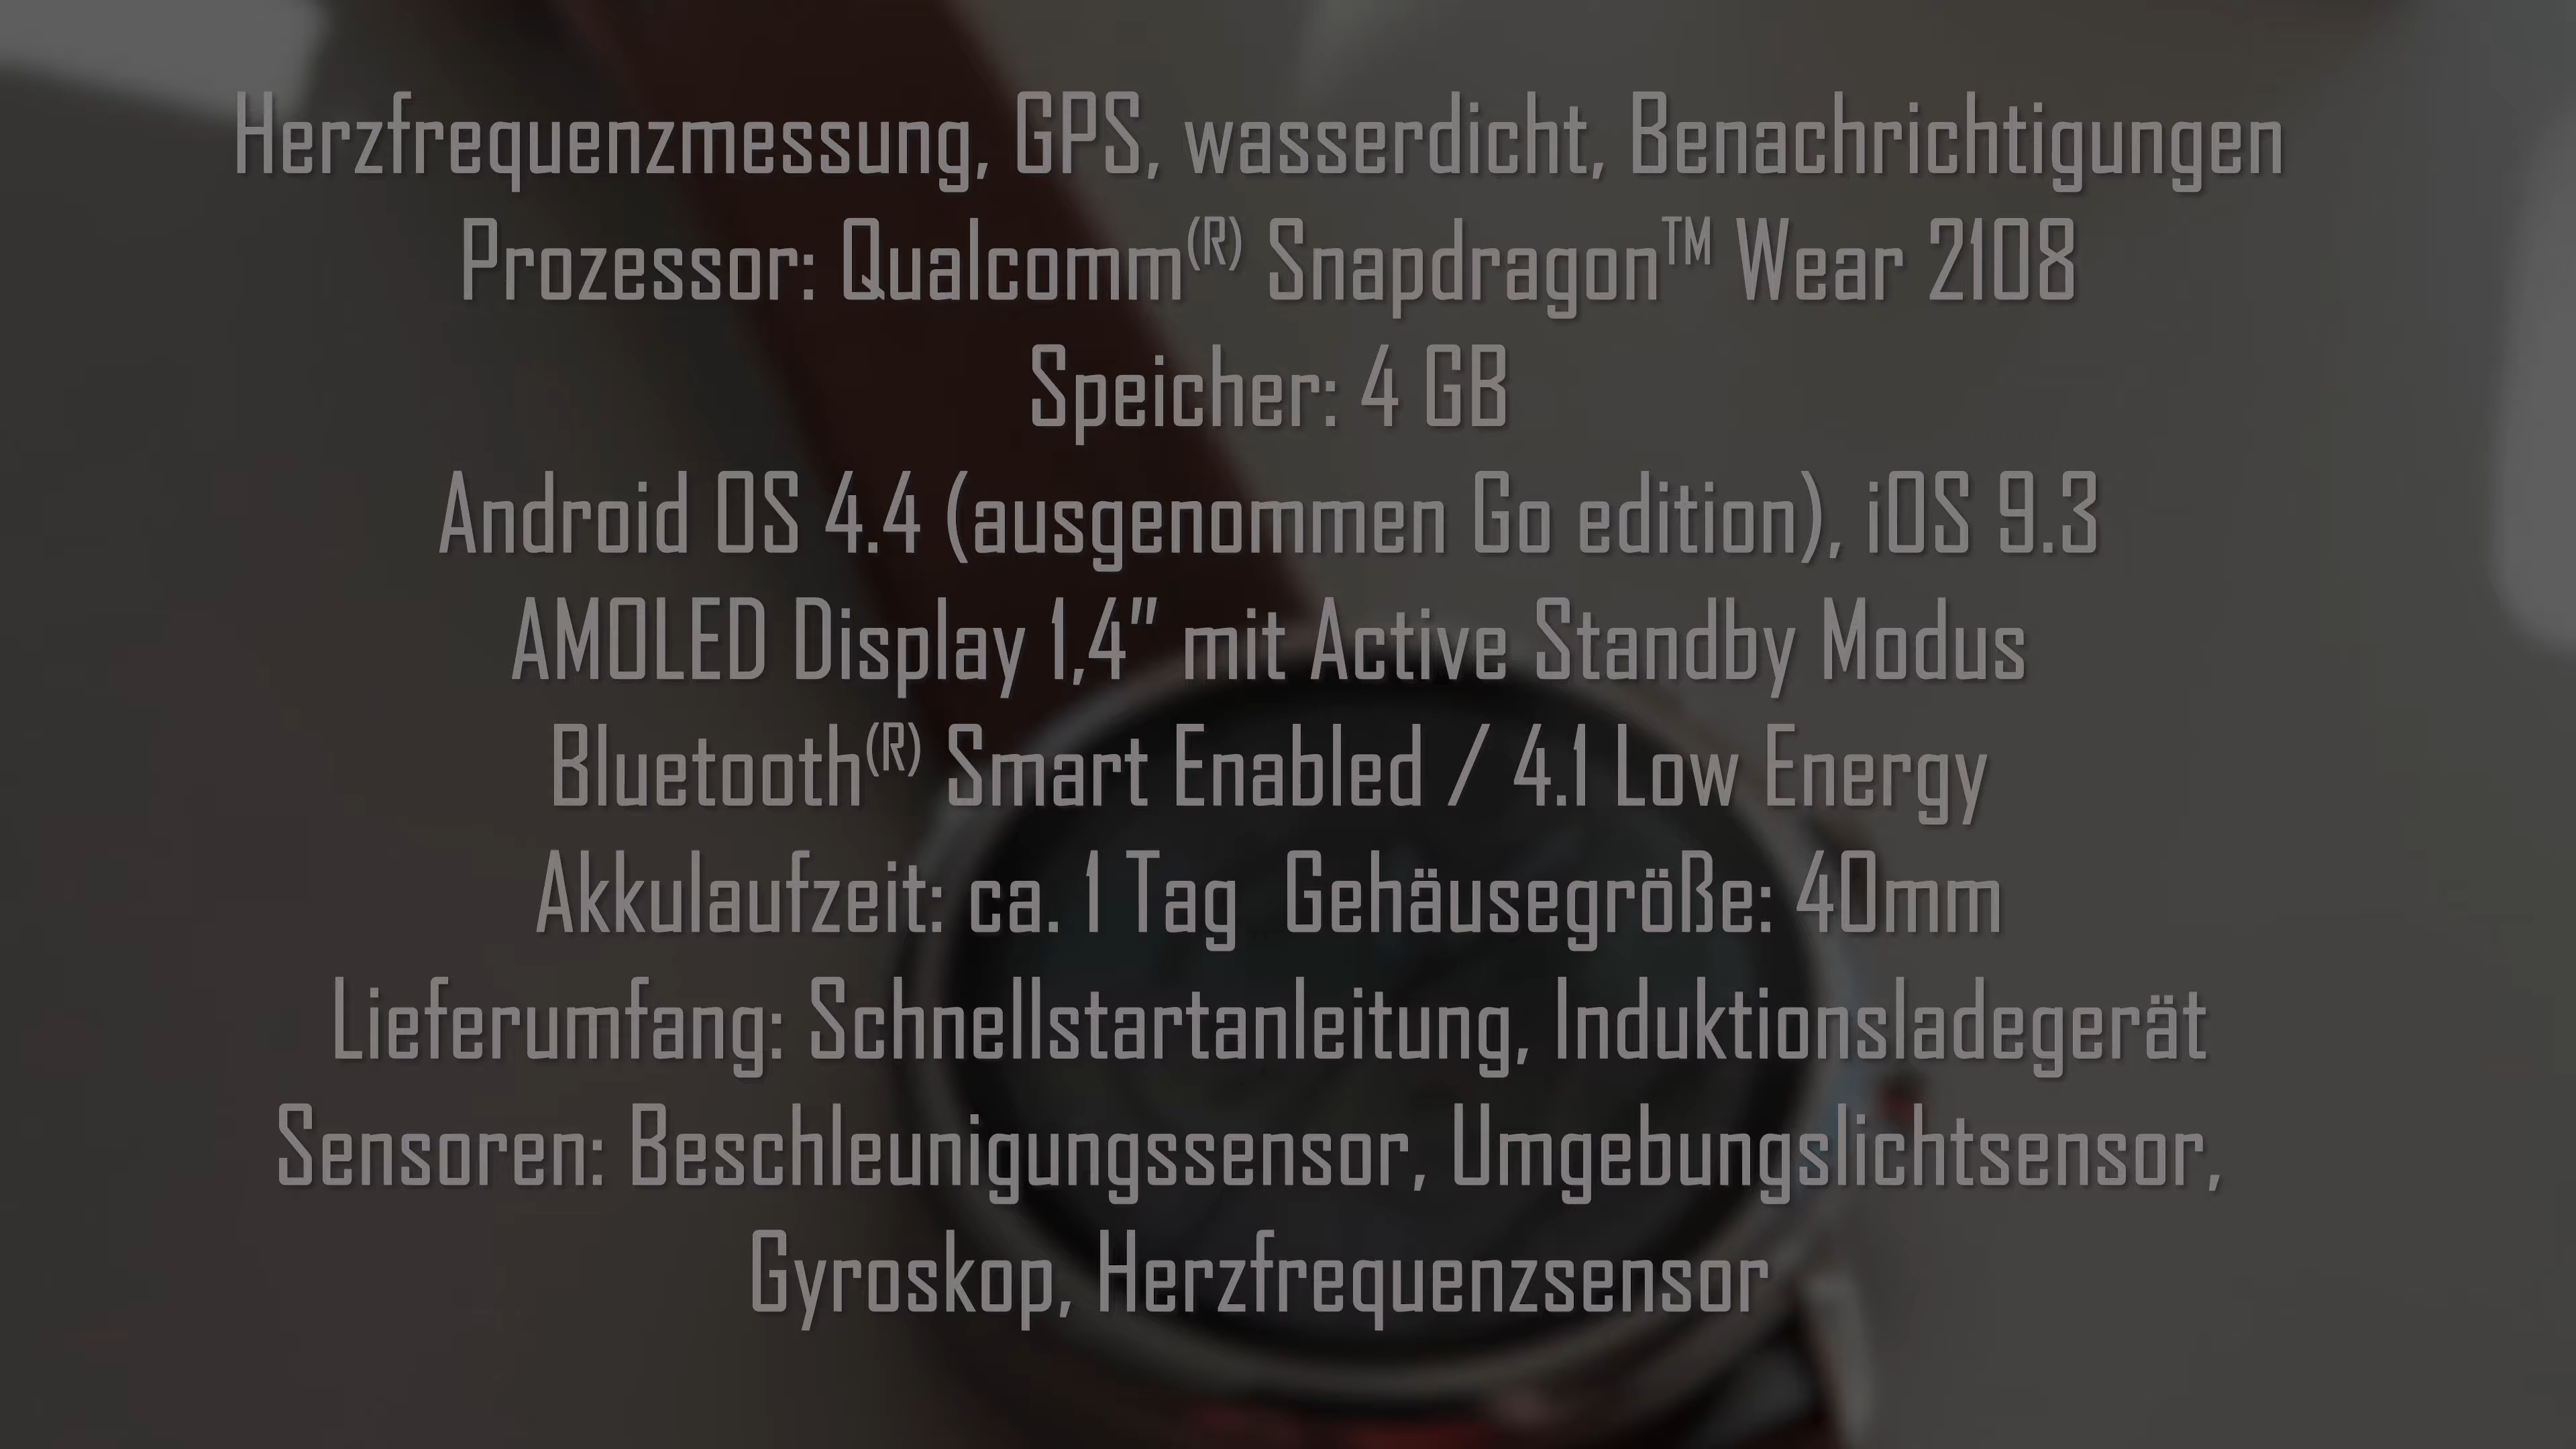 Herzfrequenzmessung, GPS, wasserdicht, Benachrichtigungen
Prozessor: Qualcomm(R) Snapdragon™ Wear 2108
Speicher: 4 GB
Android OS 4.4 (ausgenommen Go edition), iOS 9.3
AMOLED Display 1,4" mit Active Standby Modus
Bluetooth(R) Smart Enabled / 4.1 Low Energy
Akkulaufzeit: ca. 1 Tag  Gehäusegröße: 40mm
Lieferumfang: Schnellstartanleitung, Induktionsladegerät
Sensoren: Beschleunigungssensor, Umgebungslichtsensor,
Gyroskop, Herzfrequenzsensor